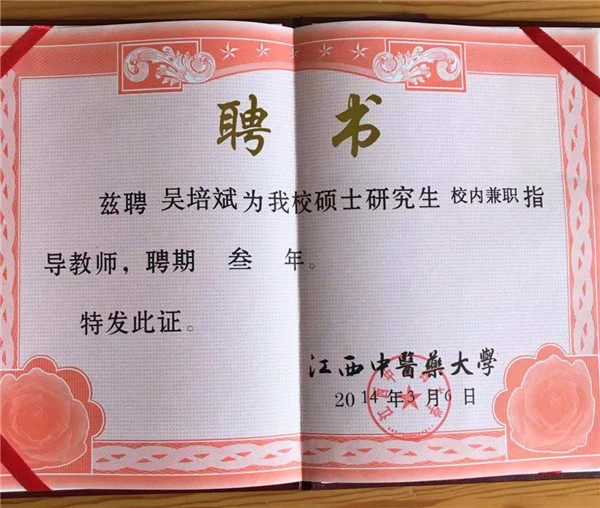 聘书
兹聘 吴培斌 为我校硕士研究生 校内兼职 指
导教师，聘期 叁 年。
特发此证。
江西中醫藥大學
2014年3月6日